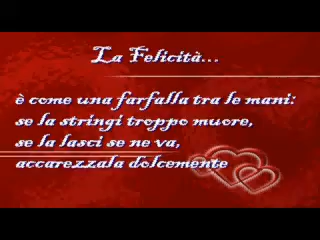 La Felicità...
è come una farfalla tra le mani:
se la stringi troppo muore,
se la lasci se ne va,
accarezzala dolcemente